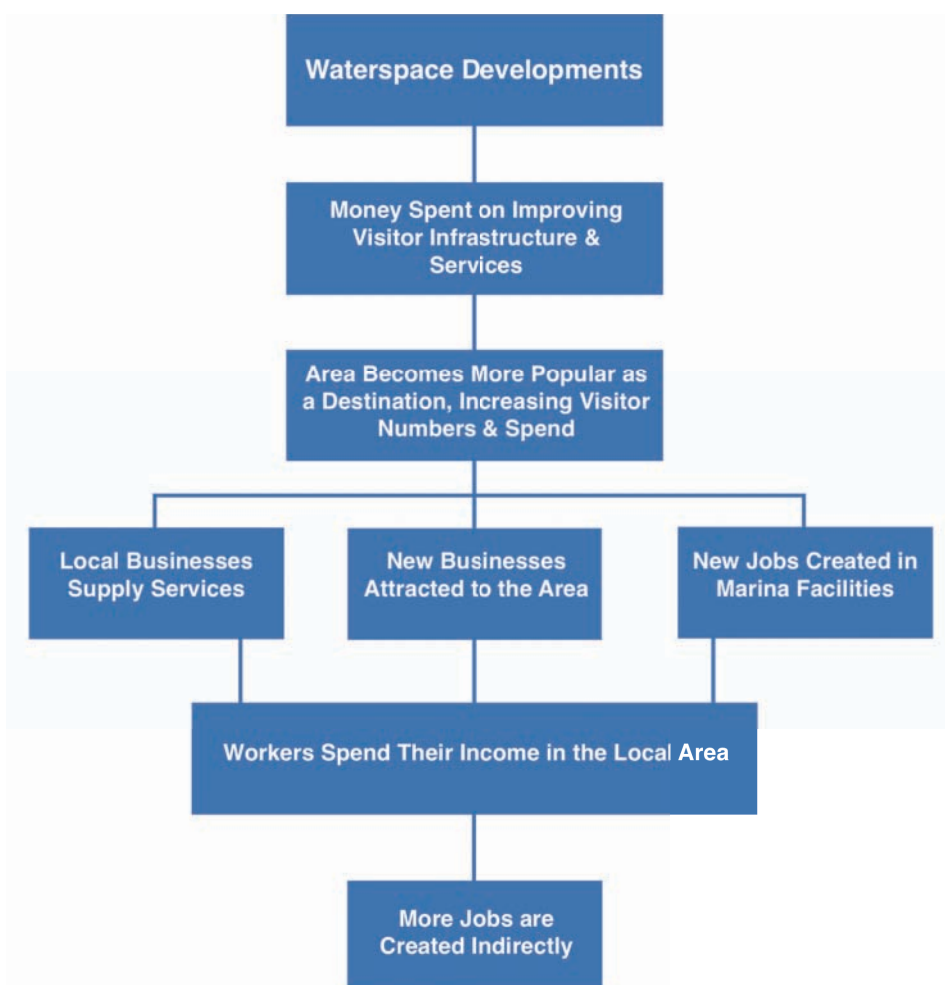 Waterspace Developments
Money Spent on Improving
Visitor Infrastructure &
Services
Area Becomes More Popular as
a Destination, Increasing Visitor
Numbers & Spend
Local Businesses
Supply Services
New Businesses
Attracted to the Area
New Jobs Created in
Marina Facilities
Workers Spend Their Income in the Local Area
More Jobs are
Created Indirectly